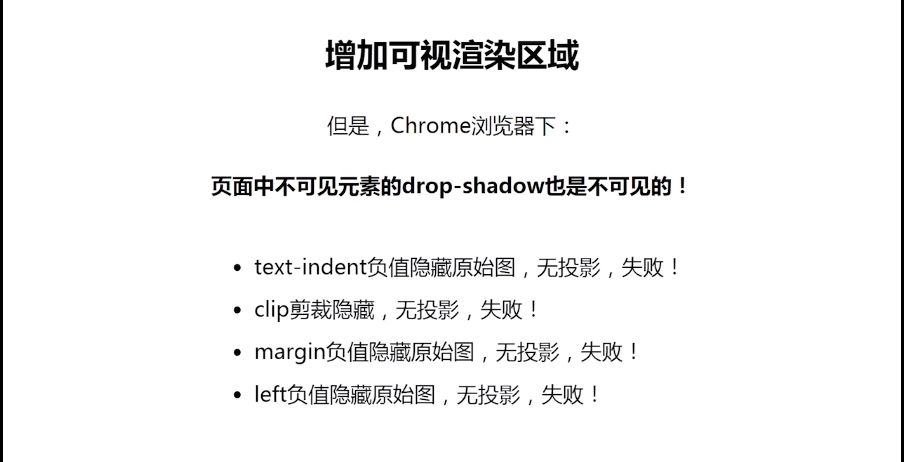 增加可视渲染区域
但是，Chrome浏览器下：
页面中不可见元素的drop-shadow也是不可见的！
• text-indent负值隐藏原始图，无投影，失败！
• clip剪裁隐藏，无投影，失败！
• margin负值隐藏原始图，无投影，失败！
• left负值隐藏原始图，无投影，失败！